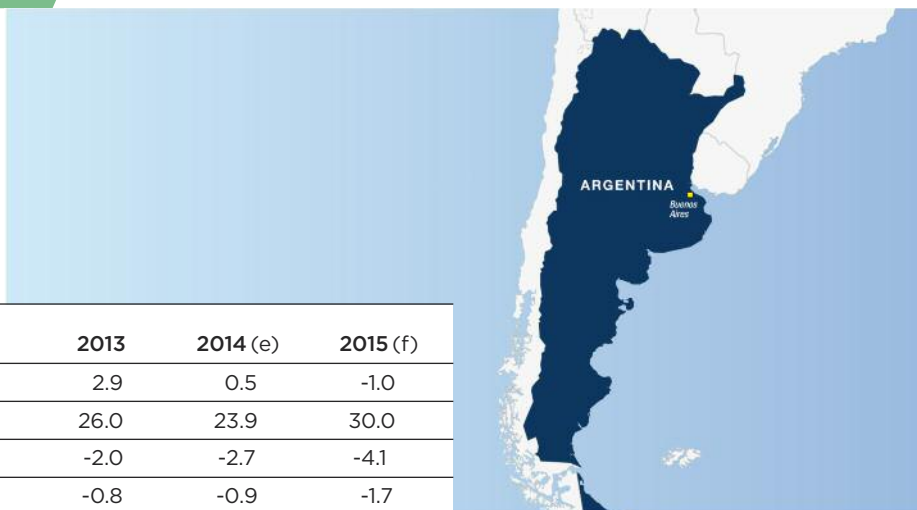 ARGENTINA
Buenos
Aires
2013 2014 (e) 2015 (f)
2.9 0.5 -1.0
26.0 23.9 30.0
-2.0 -2.7 -4.1
-0.8 -0.9 -1.7